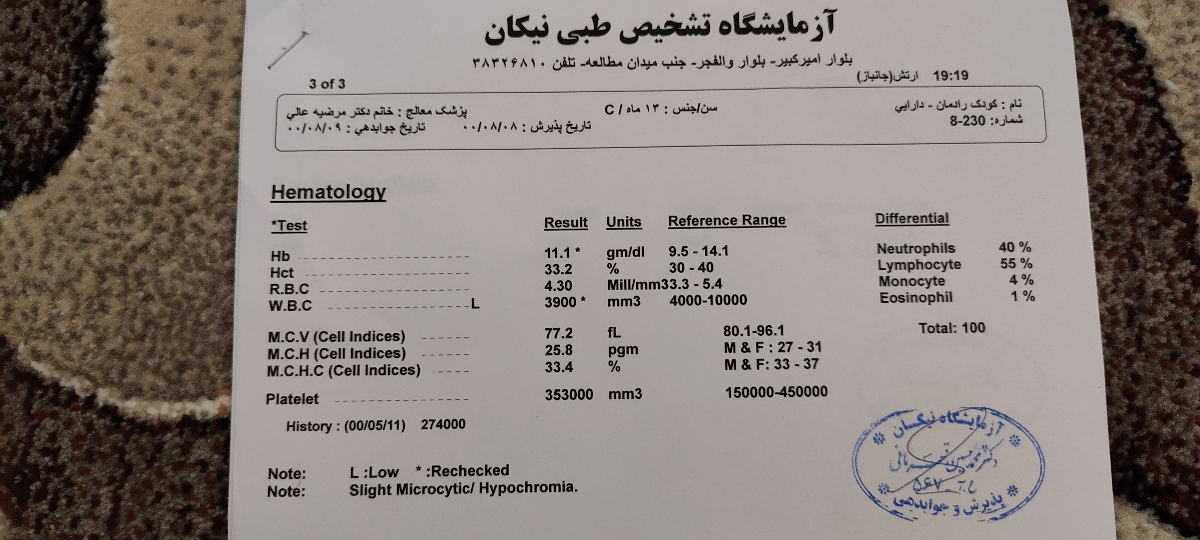 آزمایشگاه تشخیص طبی نیکان
بلوار امیرکبیر- بلوار والفجر- جنب میدان مطالعه- تلفن ۳۸۳۲۶۸۱۰
3 of 3
ارتش(جانباز) 19:19
نام : کودک رادمان - دارایي سن/جنس : ۱۳ ماه / C پزشک معالج : خانم دکتر مرضیه عالي
شماره: 230-8 تاریخ پذیرش : ۰۰/۰۸/۰۸ تاریخ جوابدهي : ۰۰/۰۸/۰۹
Hematology
*Test Result Units Reference Range Differential
Hb 11.1 * gm/dl 9.5 - 14.1 Neutrophils 40 %
Hct 33.2 % 30 - 40 Lymphocyte 55 %
R.B.C 4.30 Mill/mm33.3 - 5.4 Monocyte 4 %
W.B.C L 3900 * mm3 4000-10000 Eosinophil 1 %
M.C.V (Cell Indices) 77.2 fL 80.1-96.1 Total: 100
M.C.H (Cell Indices) 25.8 pgm M & F : 27 - 31
M.C.H.C (Cell Indices) 33.4 % M & F: 33 - 37
Platelet 353000 mm3 150000-450000
History : (00/05/11) 274000
Note: L :Low * :Rechecked
Note: Slight Microcytic/ Hypochromia.
آزمایشگاه نیکان
پذیرش و جوابدهی